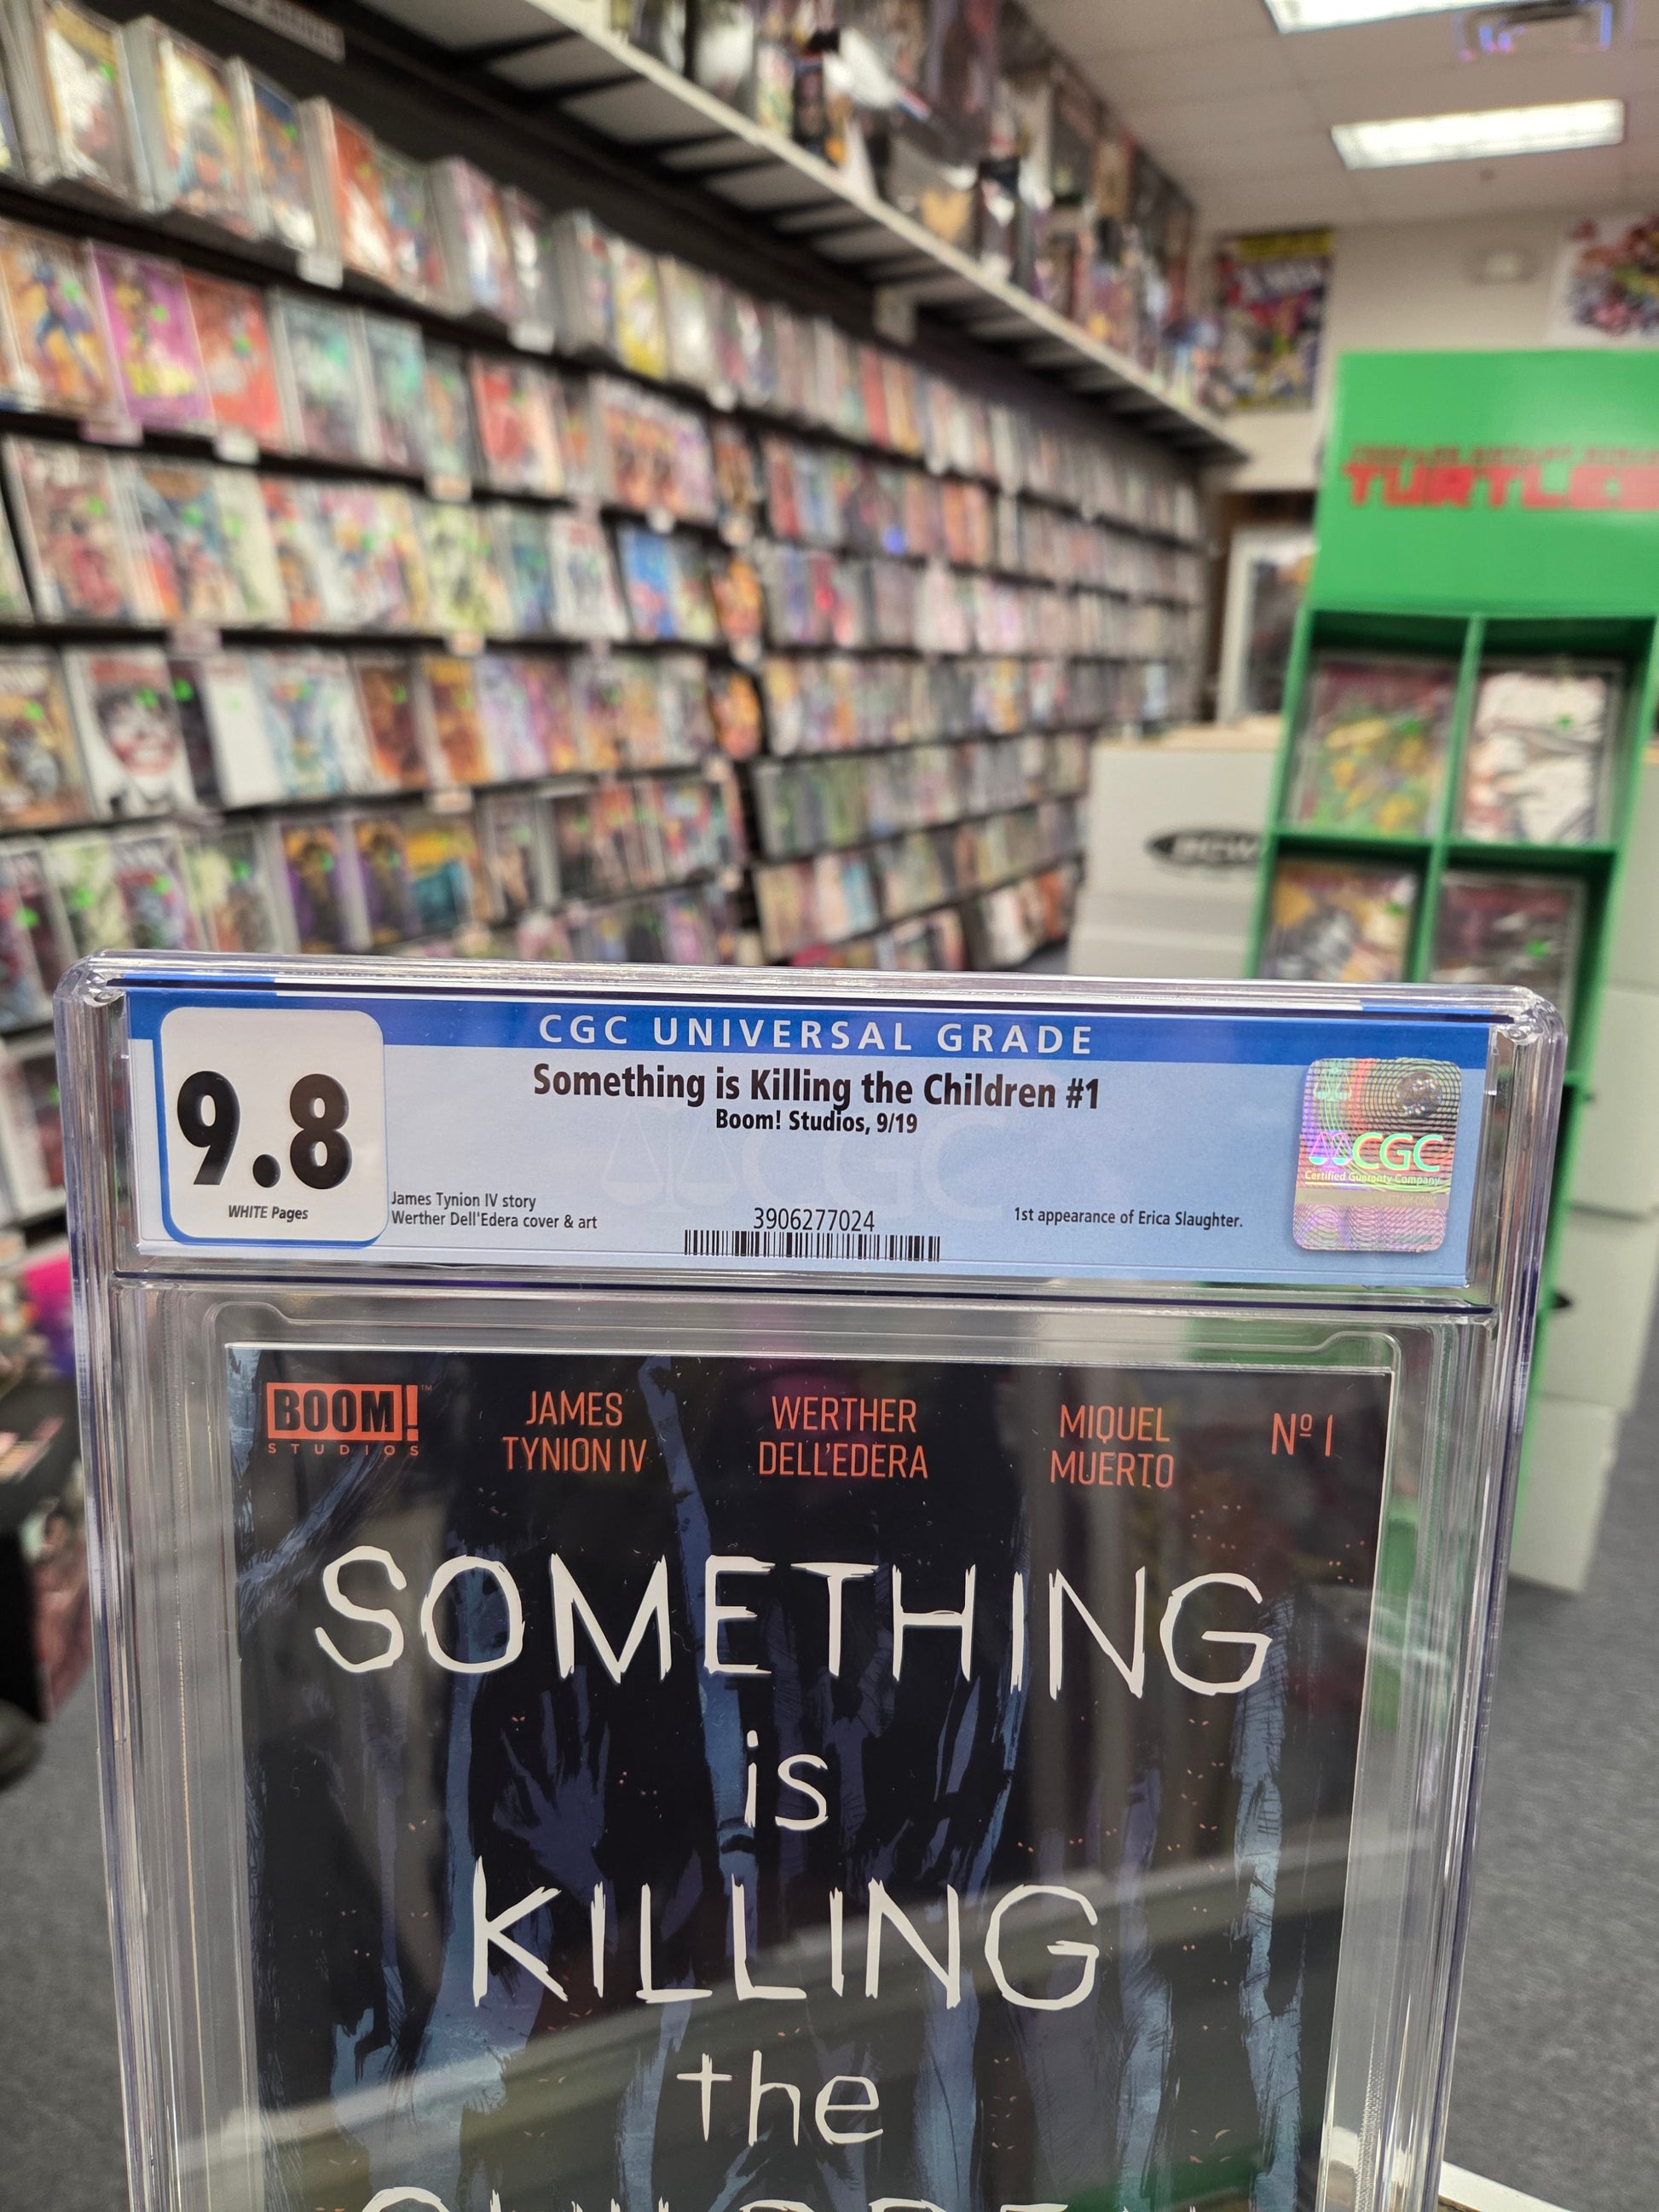 TURTLES
BCW
CGC UNIVERSAL GRADE
9.8
WHITE Pages
Something is Killing the Children #1
Boom! Studios, 9/19
James Tynion IV story
Werther Dell'Edera cover & art
3906277024
1st appearance of Erica Slaughter.
CGC
Certified Guaranty Company
BOOM!™
STUDIOS
JAMES
TYNION IV
WERTHER
DELL'EDERA
MIQUEL
MUERTO
Nº 1
SOMETHING
is
KILLING
the